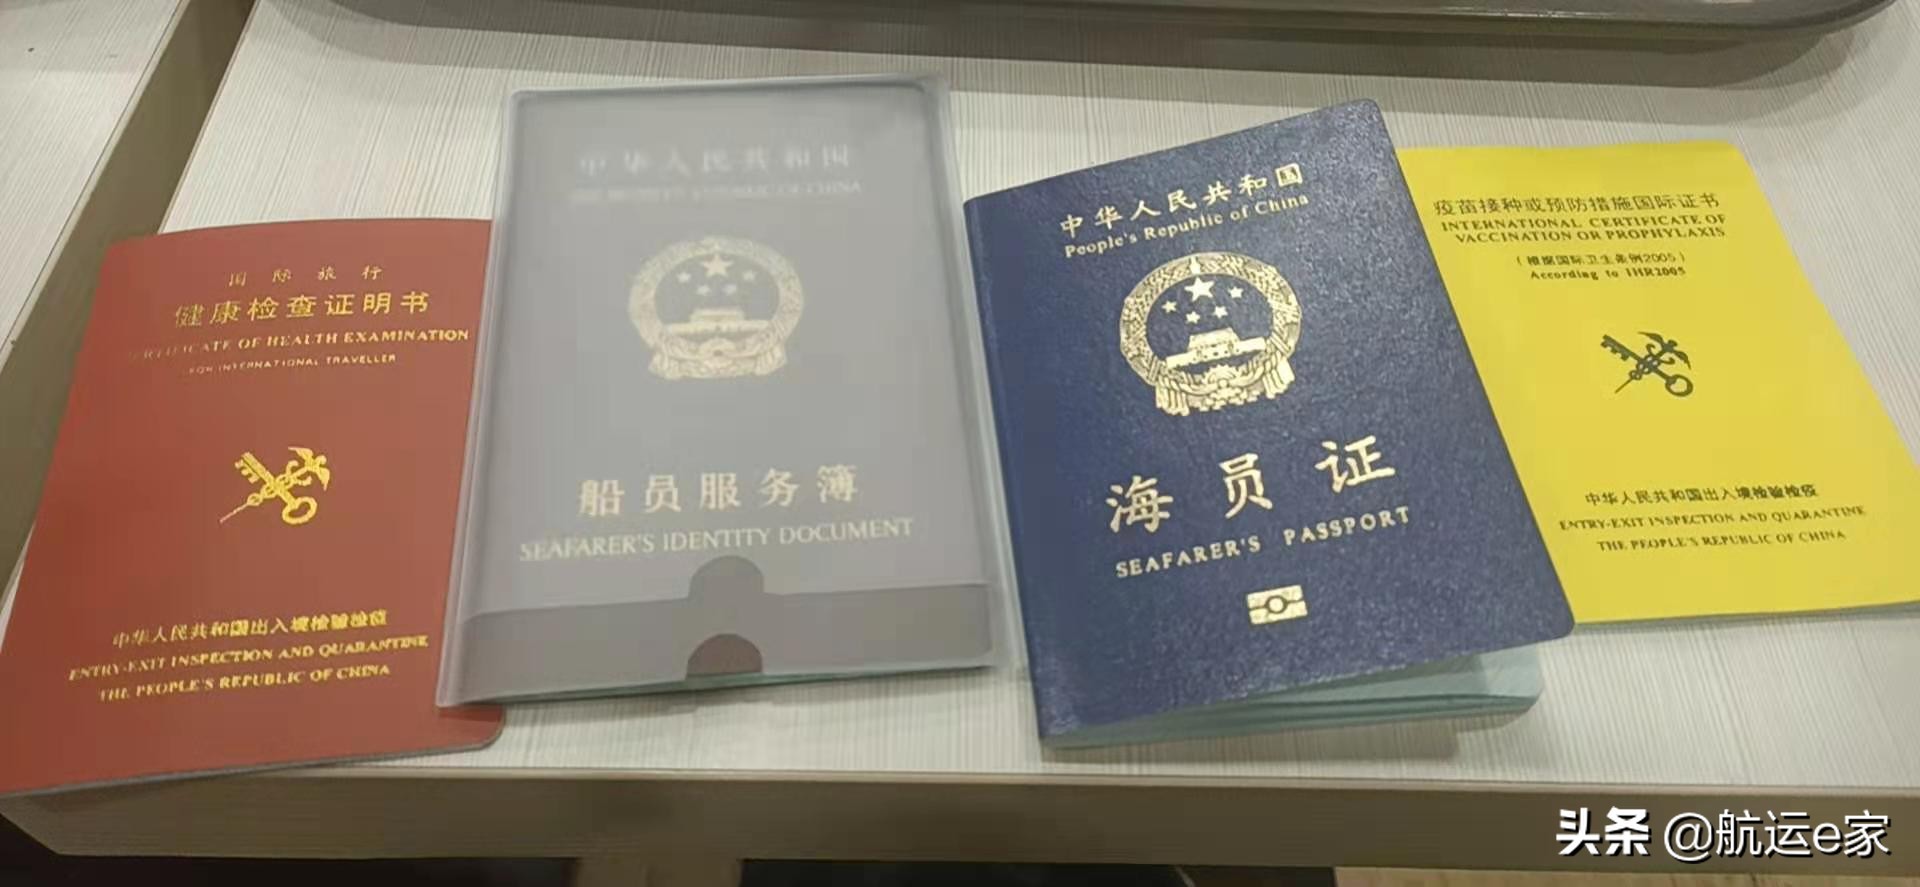 国际旅行
健康检查证明书
CERTIFICATE OF HEALTH EXAMINATION
FOR INTERNATIONAL TRAVELLER
中华人民共和国出入境检验检疫
ENTRY-EXIT INSPECTION AND QUARANTINE
THE PEOPLE'S REPUBLIC OF CHINA
中华人民共和国
THE PEOPLE'S REPUBLIC OF CHINA
船员服务簿
SEAFARER'S IDENTITY DOCUMENT
中华人民共和国
People's Republic of China
海员证
SEAFARER'S PASSPORT
疫苗接种或预防措施国际证书
INTERNATIONAL CERTIFICATE OF
VACCINATION OR PROPHYLAXIS
（根据国际卫生条例2005）
According to IHR2005
中华人民共和国出入境检验检疫
ENTRY-EXIT INSPECTION AND QUARANTINE
THE PEOPLE'S REPUBLIC OF CHINA
头条 @航运e家